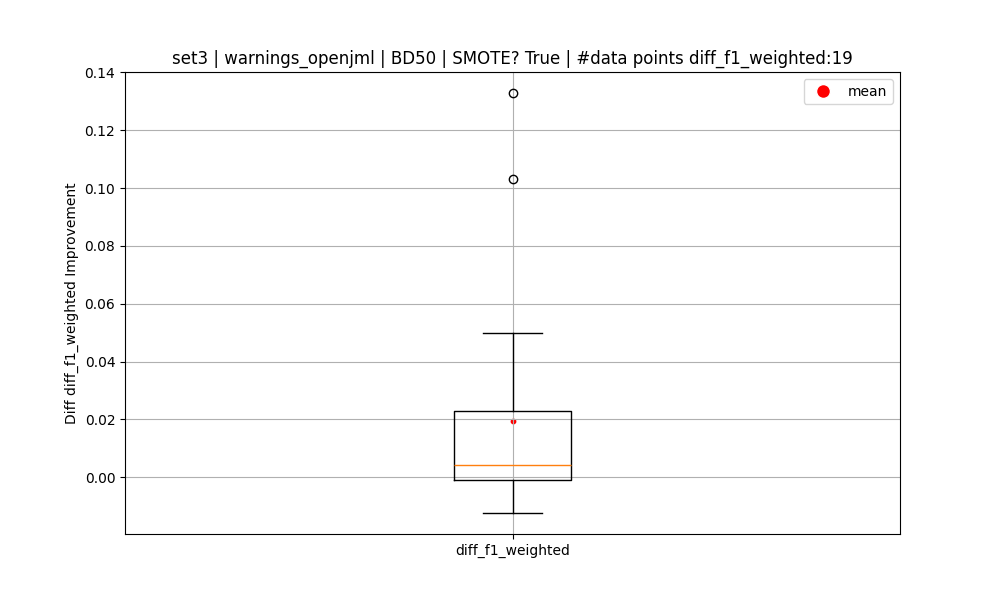 set3 | warnings_openjml | BD50 | SMOTE? True | #data points diff_f1_weighted:19
mean
0.14
0.12
0.10
0.08
0.06
0.04
0.02
0.00
Diff diff_f1_weighted Improvement
diff_f1_weighted